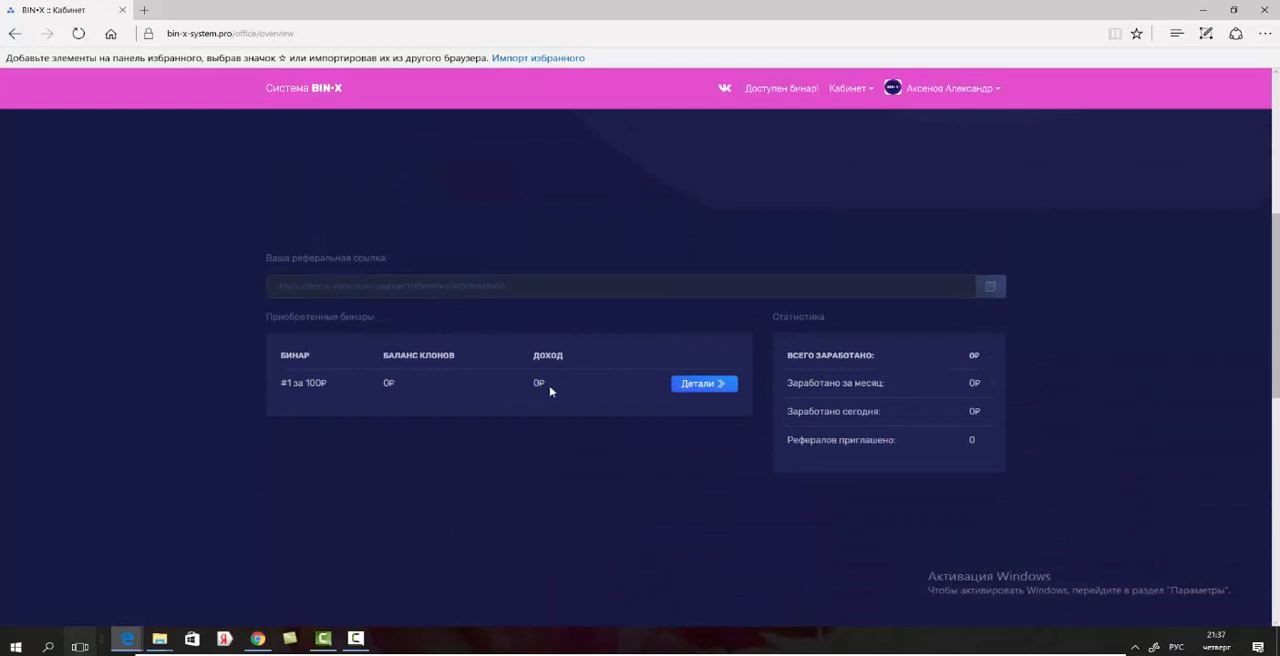 BIN•X :: Кабинет
bin-x-system.pro/office/overview
Добавьте элементы на панель избранного, выбрав значок ☆ или импортировав их из другого браузера. Импорт избранного
Система BIN•X
Доступен бинар! Кабинет Аксенов Александр
Ваша реферальная ссылка:
Приобретенные бинары
Статистика
БИНАР БАЛАНС КЛОНОВ ДОХОД
ВСЕГО ЗАРАБОТАНО: 0₽
#1 за 100₽ 0₽ 0₽ Детали
Заработано за месяц: 0₽
Заработано сегодня: 0₽
Рефералов приглашено: 0
Активация Windows
Чтобы активировать Windows, перейдите в раздел "Параметры".
21:37
РУС
четверг